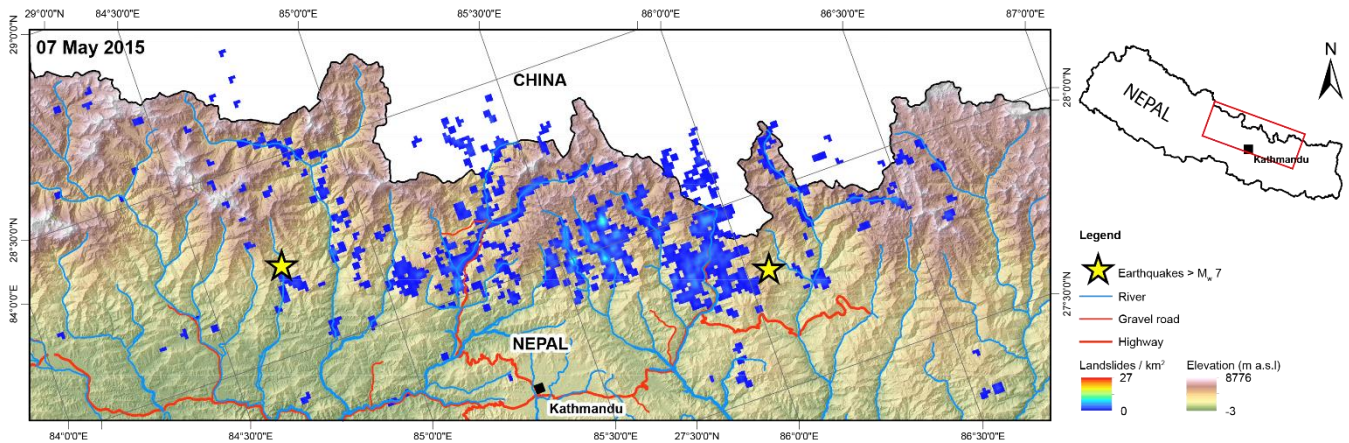 29°0'0"N
84°30'0"E
85°0'0"E
85°30'0"E
86°0'0"E
86°30'0"E
87°0'0"E
29°0'0"N
07 May 2015
CHINA
28°0'0"N
N
NEPAL
Kathmandu
28°30'0"N
84°0'0"E
27°30'0"N
NEPAL
Kathmandu
Legend
Earthquakes > Mw 7
River
Gravel road
Highway
Landslides / km²
27
0
Elevation (m a.s.l)
8776
-3
84°0'0"E
84°30'0"E
85°0'0"E
85°30'0"E
27°30'0"N
86°0'0"E
86°30'0"E